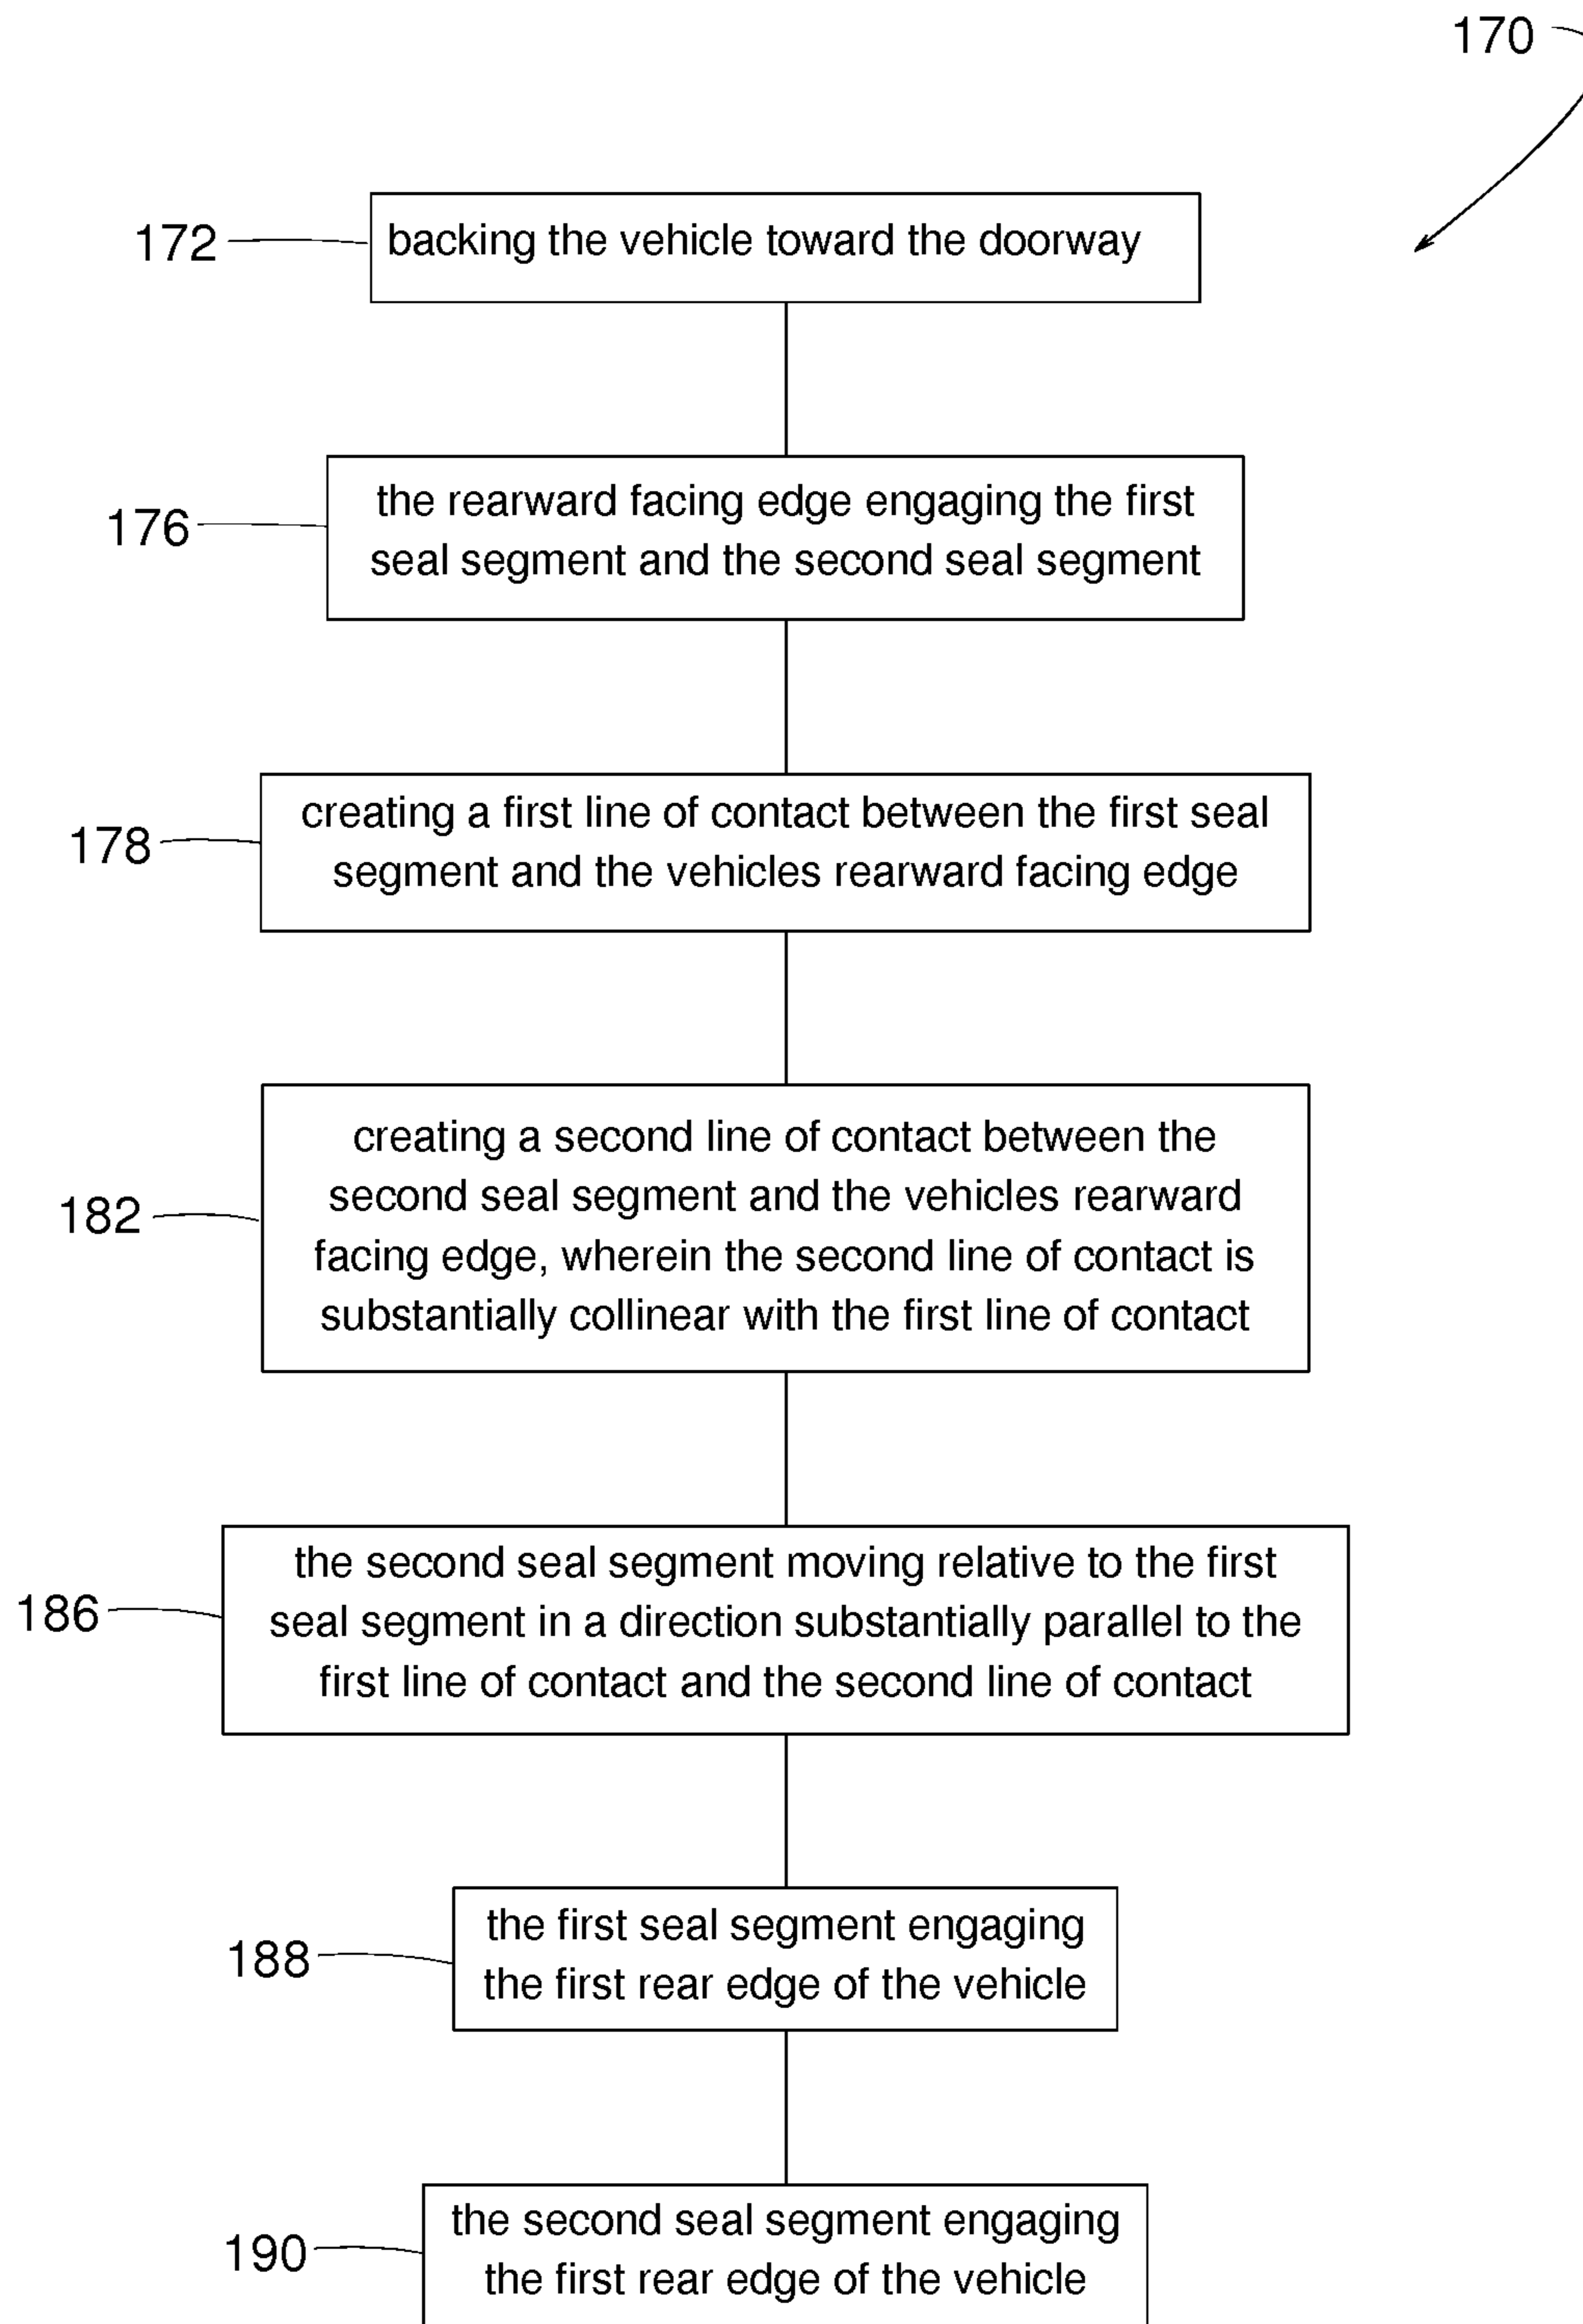 170
172
backing the vehicle toward the doorway
176
the rearward facing edge engaging the first
seal segment and the second seal segment
178
creating a first line of contact between the first seal
segment and the vehicles rearward facing edge
182
creating a second line of contact between the
second seal segment and the vehicles rearward
facing edge, wherein the second line of contact is
substantially collinear with the first line of contact
186
the second seal segment moving relative to the first
seal segment in a direction substantially parallel to the
first line of contact and the second line of contact
188
the first seal segment engaging
the first rear edge of the vehicle
190
the second seal segment engaging
the first rear edge of the vehicle